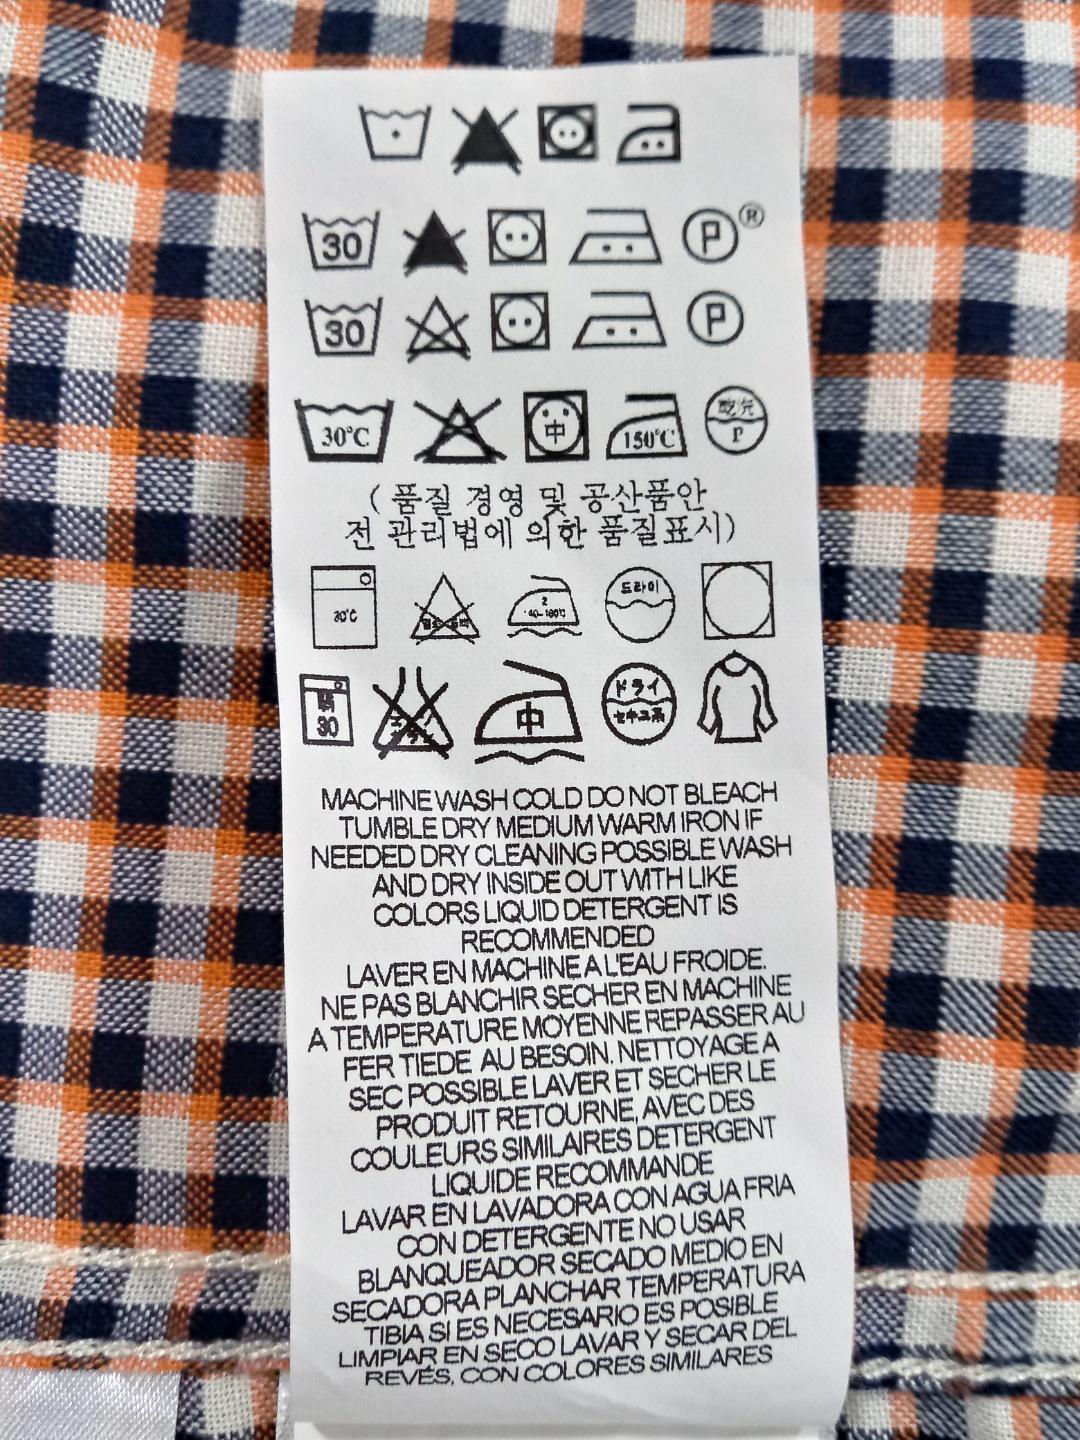 30
P ®
30
P
30°C 中 150°C 乾洗 P
( 품질 경영 및 공산품안
전 관리법에 의한 품질표시)
30℃ 2 드라이
30 中 ドライ
MACHINE WASH COLD DO NOT BLEACH
TUMBLE DRY MEDIUM WARM IRON IF
NEEDED DRY CLEANING POSSIBLE WASH
AND DRY INSIDE OUT WITH LIKE
COLORS LIQUID DETERGENT IS
RECOMMENDED
LAVER EN MACHINE A L'EAU FROIDE.
NE PAS BLANCHIR SECHER EN MACHINE
A TEMPERATURE MOYENNE REPASSER AU
FER TIEDE AU BESOIN. NETTOYAGE A
SEC POSSIBLE LAVER ET SECHER LE
PRODUIT RETOURNE, AVEC DES
COULEURS SIMILAIRES DETERGENT
LIQUIDE RECOMMANDE
LAVAR EN LAVADORA CON AGUA FRIA
CON DETERGENTE NO USAR
BLANQUEADOR SECADO MEDIO EN
SECADORA PLANCHAR TEMPERATURA
TIBIA SI ES NECESARIO ES POSIBLE
LIMPIAR EN SECO LAVAR Y SECAR DEL
REVÉS, CON COLORES SIMILARES